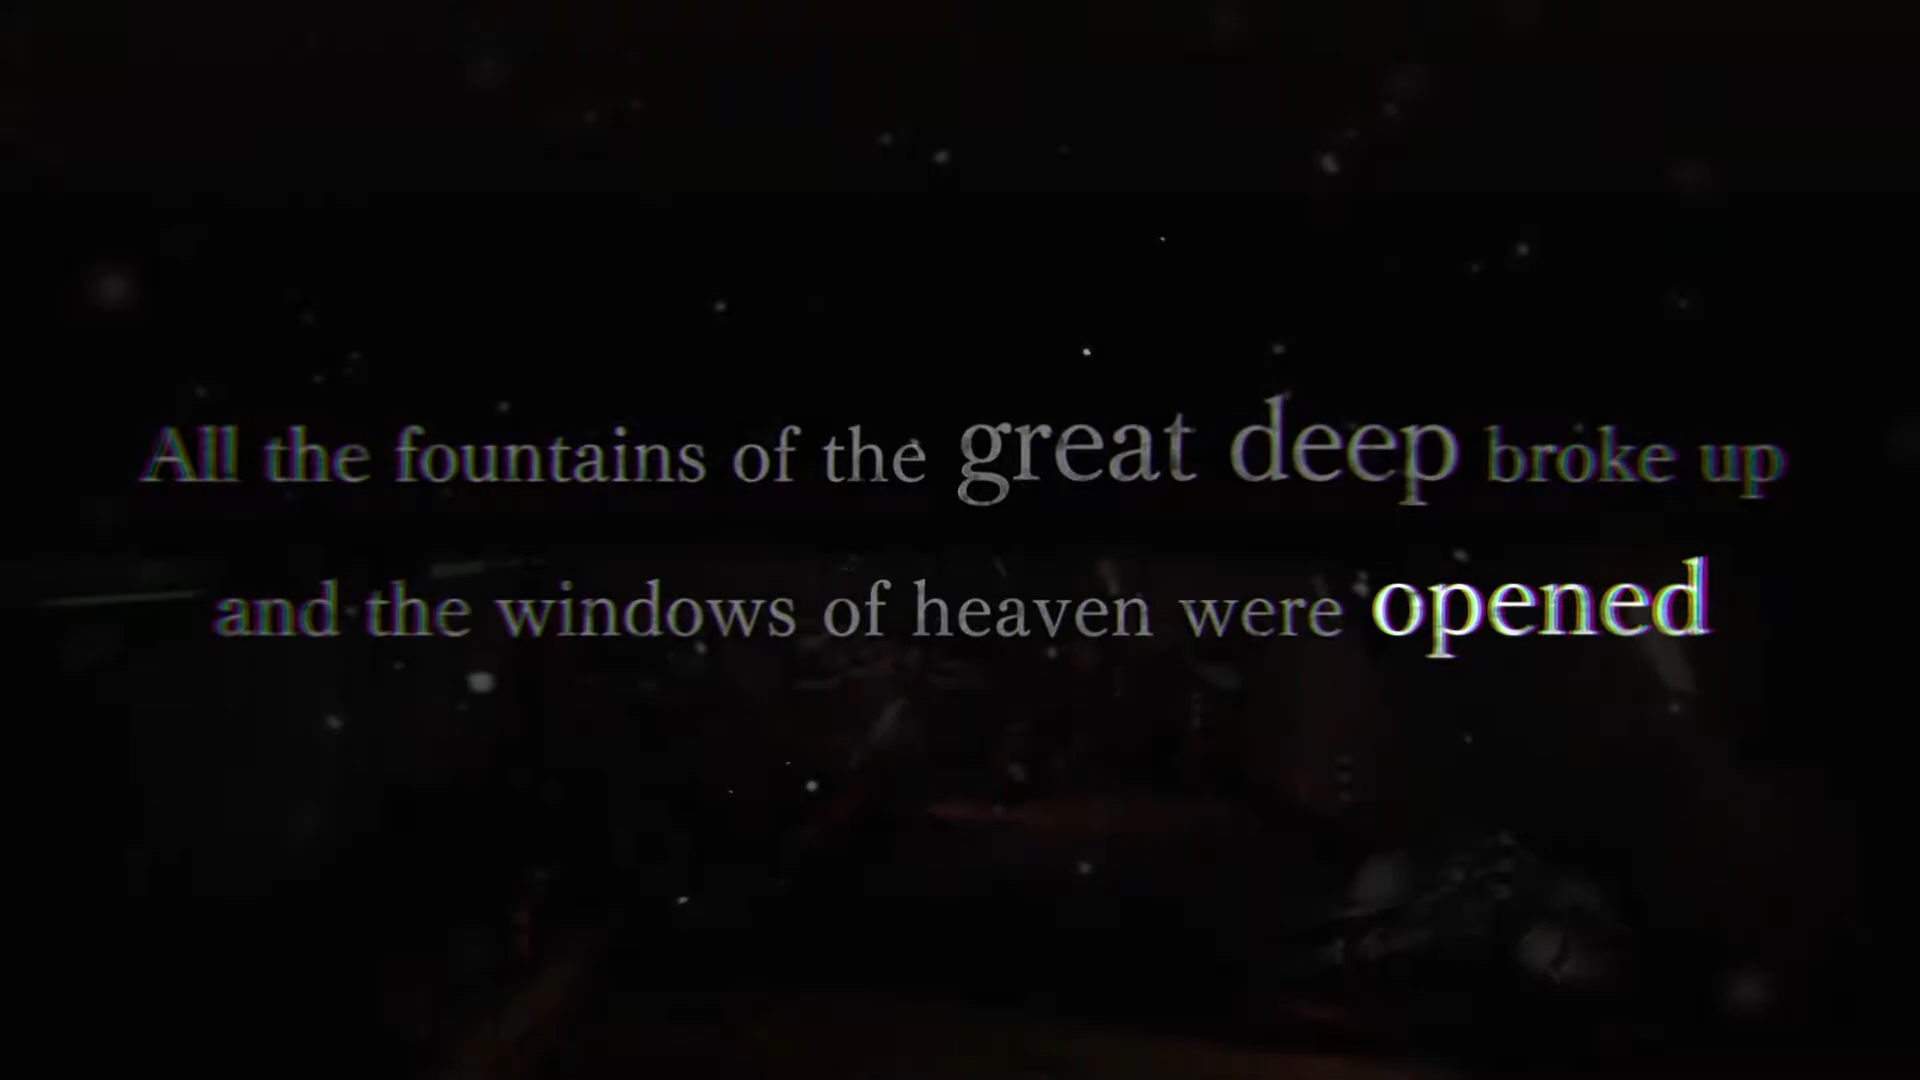 All the fountains of the great deep broke up
and the windows of heaven were opened